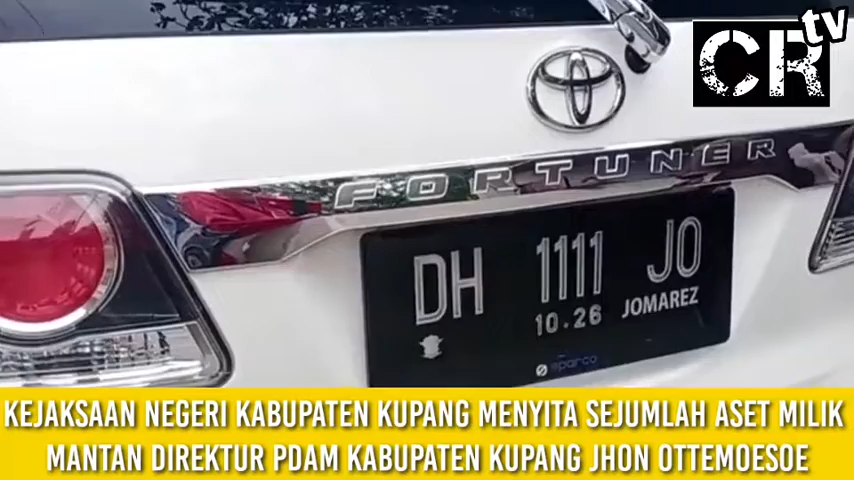 CR tv
FORTUNER
DH 1111 JO
10.26 JOMAREZ
sparco
KEJAKSAAN NEGERI KABUPATEN KUPANG MENYITA SEJUMLAH ASET MILIK
MANTAN DIREKTUR PDAM KABUPATEN KUPANG JHON OTTEMOESOE